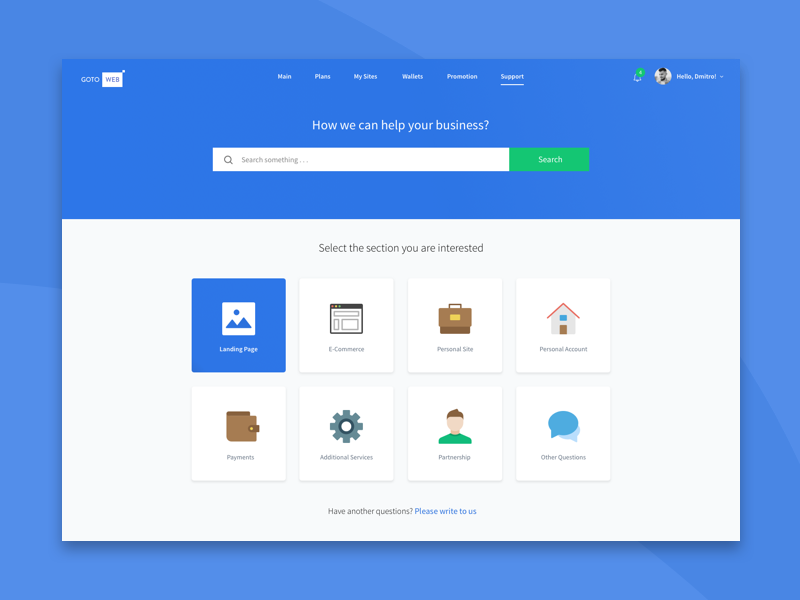 GOTO WEB
Main Plans My Sites Wallets Promotion Support
4
Hello, Dmitro!
How we can help your business?
Search something . . .
Search
Select the section you are interested
Landing Page
E-Commerce
Personal Site
Personal Account
Payments
Additional Services
Partnership
Other Questions
Have another questions? Please write to us